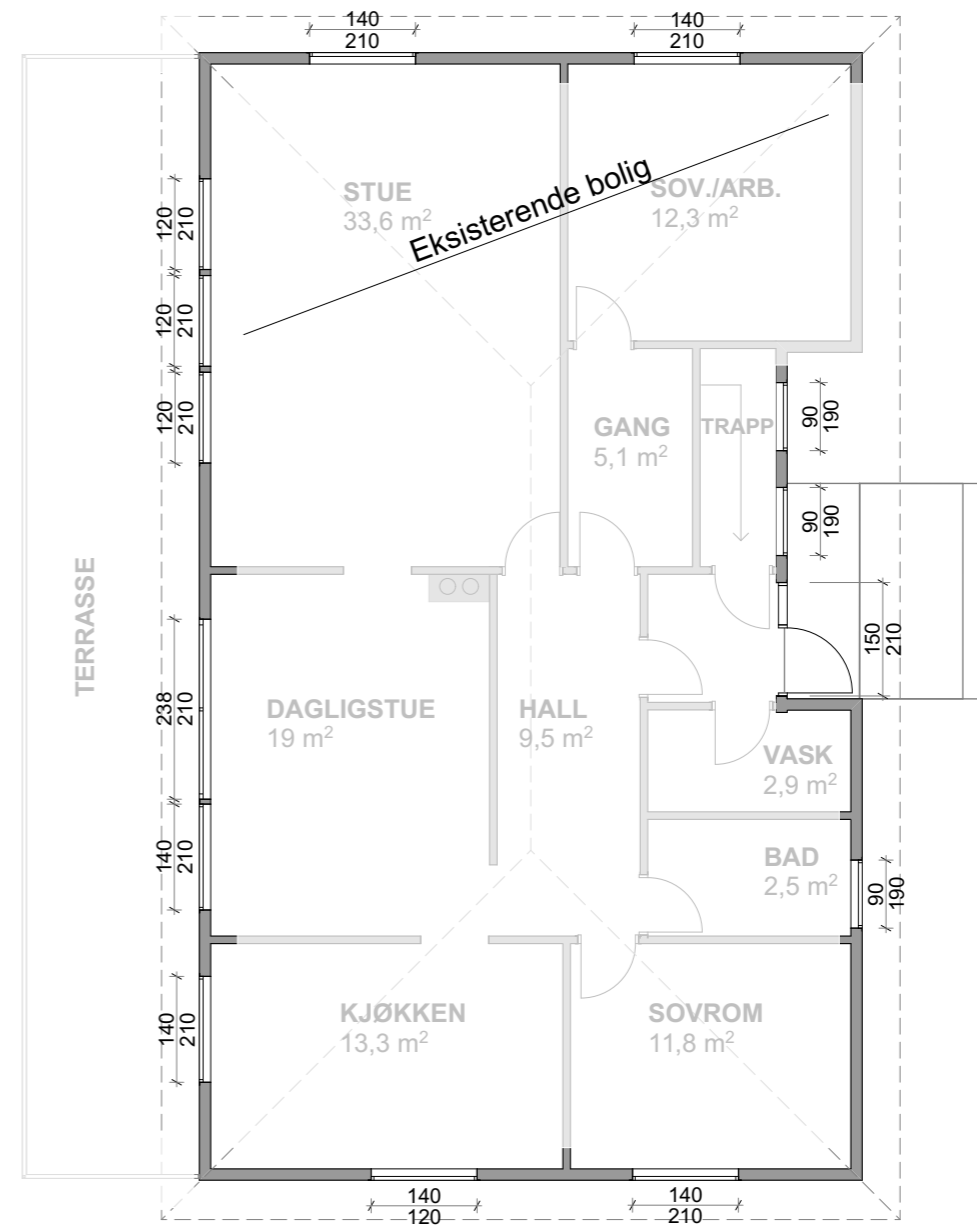 140
210
140
210
STUE
33,6 m²
SOV./ARB.
12,3 m²
Eksisterende bolig
120
210
120
210
120
210
90
190
GANG
5,1 m²
TRAPP
90
190
TERRASSE
150
210
238
210
DAGLIGSTUE
19 m²
HALL
9,5 m²
VASK
2,9 m²
140
210
BAD
2,5 m²
90
190
140
210
KJØKKEN
13,3 m²
SOVROM
11,8 m²
140
120
140
210